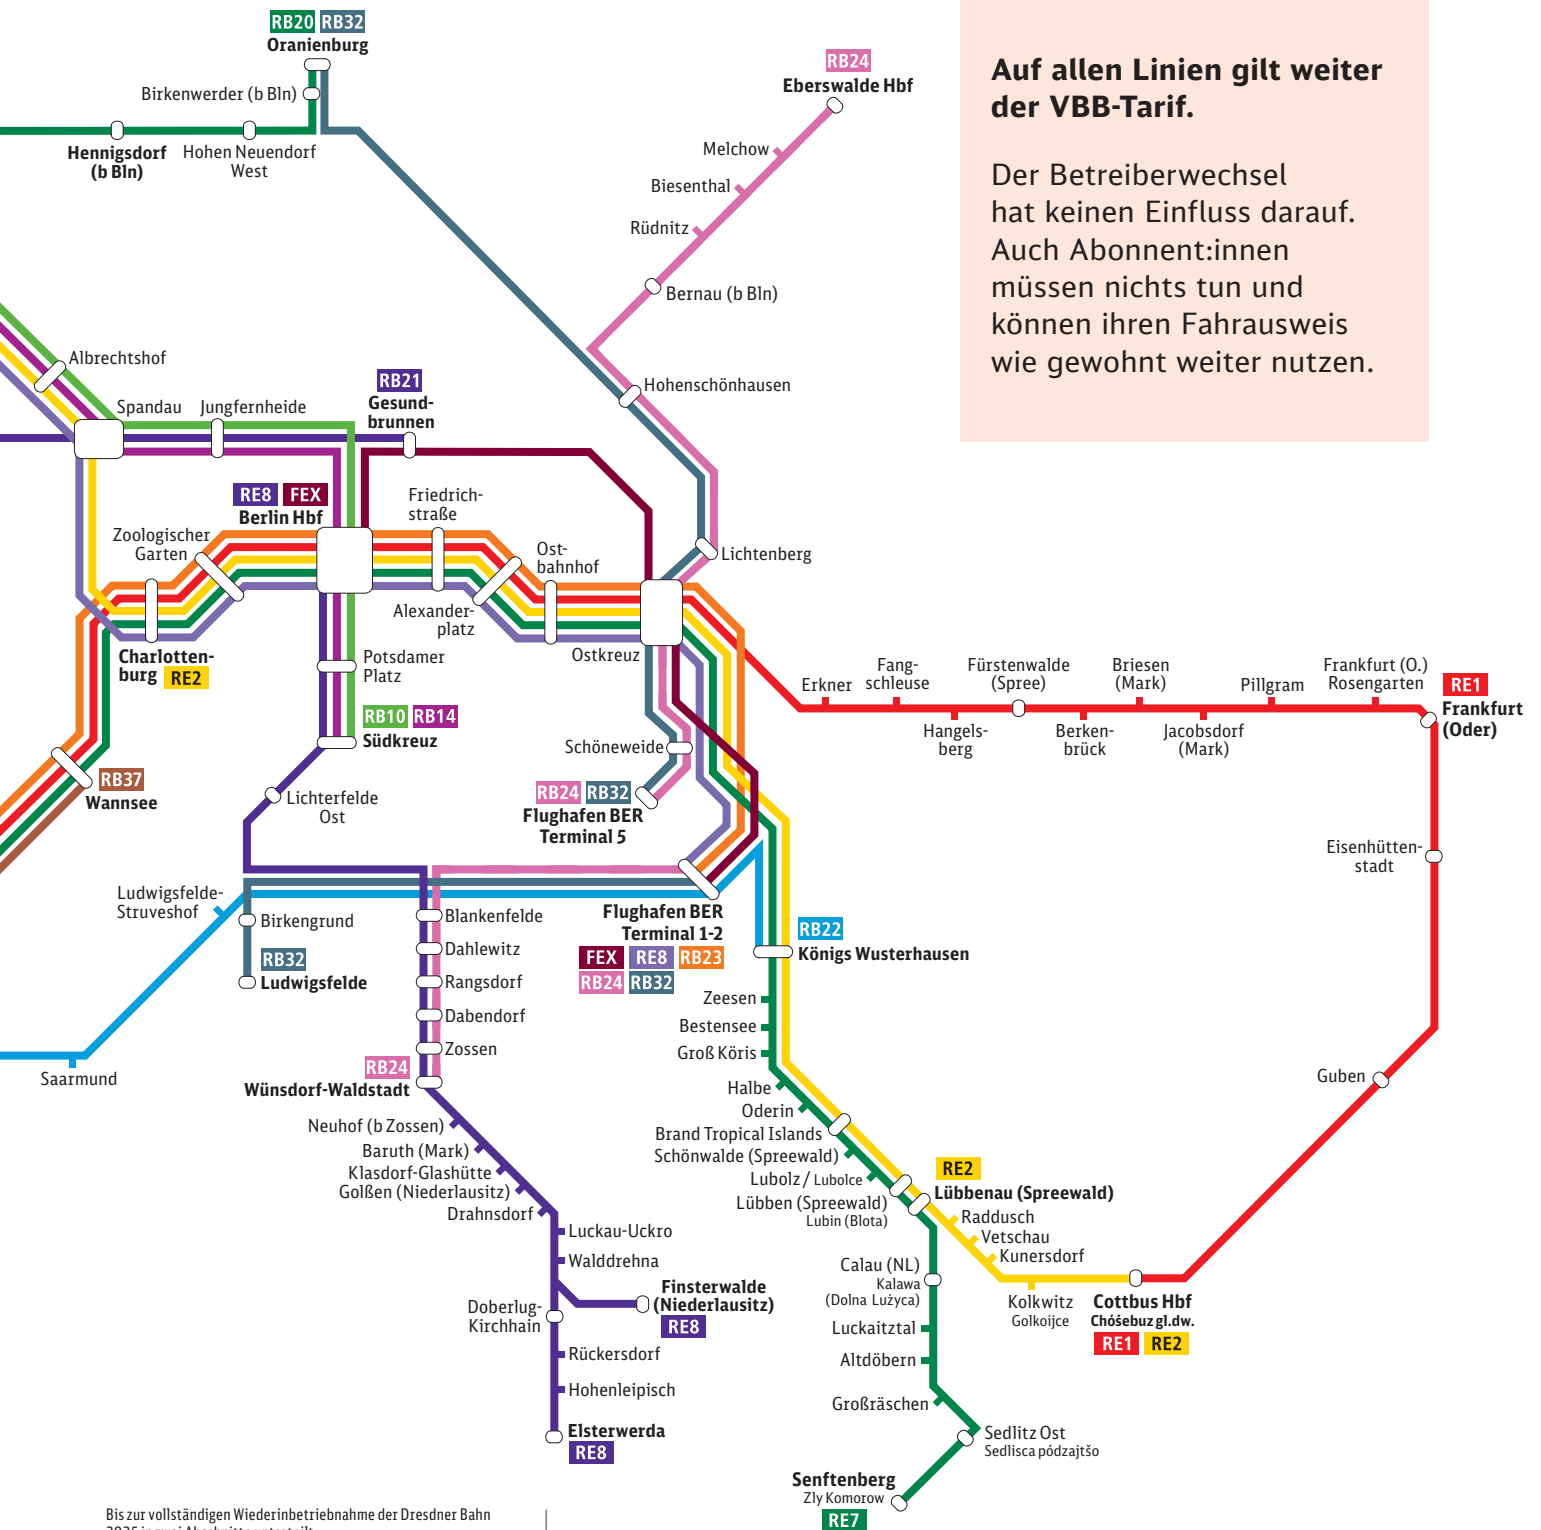 RB20 RB32
Oranienburg
Birkenwerder (b Bln)
Hennigsdorf
(b Bln)
Hohen Neuendorf
West
RB24
Eberswalde Hbf
Melchow
Biesenthal
Rüdnitz
Bernau (b Bln)
Auf allen Linien gilt weiter
der VBB-Tarif.
Der Betreiberwechsel
hat keinen Einfluss darauf.
Auch Abonnent:innen
müssen nichts tun und
können ihren Fahrausweis
wie gewohnt weiter nutzen.
Albrechtshof
Spandau
Jungfernheide
RB21
Gesund-
brunnen
Hohenschönhausen
RE8 FEX
Berlin Hbf
Friedrich-
straße
Zoologischer
Garten
Ost-
bahnhof
Lichtenberg
Alexander-
platz
Charlotten-
burg RE2
Potsdamer
Platz
Ostkreuz
RB10 RB14
Südkreuz
Schöneweide
RB37
Wannsee
Lichterfelde
Ost
RB24 RB32
Flughafen BER
Terminal 5
Erkner
Fang-
schleuse
Hangels-
berg
Fürstenwalde
(Spree)
Berken-
brück
Briesen
(Mark)
Jacobsdorf
(Mark)
Pillgram
Frankfurt (O.)
Rosengarten
RE1
Frankfurt
(Oder)
Eisenhütten-
stadt
Guben
Ludwigsfelde-
Struveshof
Birkengrund
RB32
Ludwigsfelde
Saarmund
Blankenfelde
Dahlewitz
Rangsdorf
Dabendorf
Zossen
RB24
Wünsdorf-Waldstadt
Flughafen BER
Terminal 1-2
FEX RE8 RB23
RB24 RB32
RB22
Königs Wusterhausen
Zeesen
Bestensee
Groß Köris
Halbe
Oderin
Brand Tropical Islands
Schönwalde (Spreewald)
Lubolz / Lubolce
Lübben (Spreewald)
Lubin (Blota)
RE2
Lübbenau (Spreewald)
Raddusch
Vetschau
Kunersdorf
Kolkwitz
Golkojce
Cottbus Hbf
Chóśebuz gl.dw.
RE1 RE2
Neuhof (b Zossen)
Baruth (Mark)
Klasdorf-Glashütte
Golßen (Niederlausitz)
Drahnsdorf
Luckau-Uckro
Walddrehna
Finsterwalde
(Niederlausitz)
RE8
Doberlug-
Kirchhain
Rückersdorf
Hohenleipisch
Elsterwerda
RE8
Calau (NL)
Kalawa
(Dolna Łużyca)
Luckaitztal
Altdöbern
Großräschen
Sedlitz Ost
Sedlisca pódzajtšo
Senftenberg
Zly Komorow
RE7
Bis zur vollständigen Wiederinbetriebnahme der Dresdner Bahn
2025 in zwei Abschnitte unterteilt